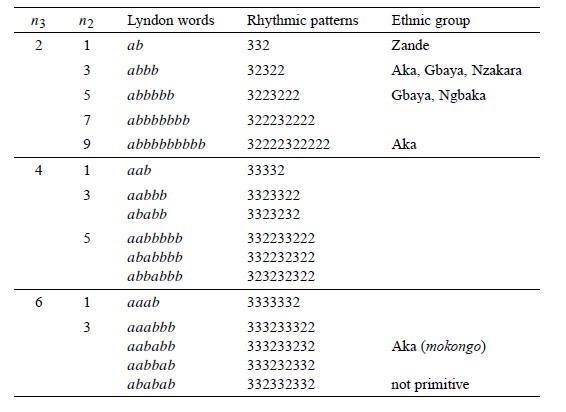 n3 n2 Lyndon words Rhythmic patterns Ethnic group
2 1 ab 332 Zande
3 abbb 32322 Aka, Gbaya, Nzakara
5 abbbbb 3223222 Gbaya, Ngbaka
7 abbbbbbb 322232222
9 abbbbbbbbb 32222322222 Aka
4 1 aab 33332
3 aabbb 3323322
ababb 3323232
5 aabbbbb 332233222
ababbbb 332232322
abbabbb 323232322
6 1 aaab 3333332
3 aaabbb 333233322
aababb 333233232 Aka (mokongo)
aabbab 333232332
ababab 332332332 not primitive